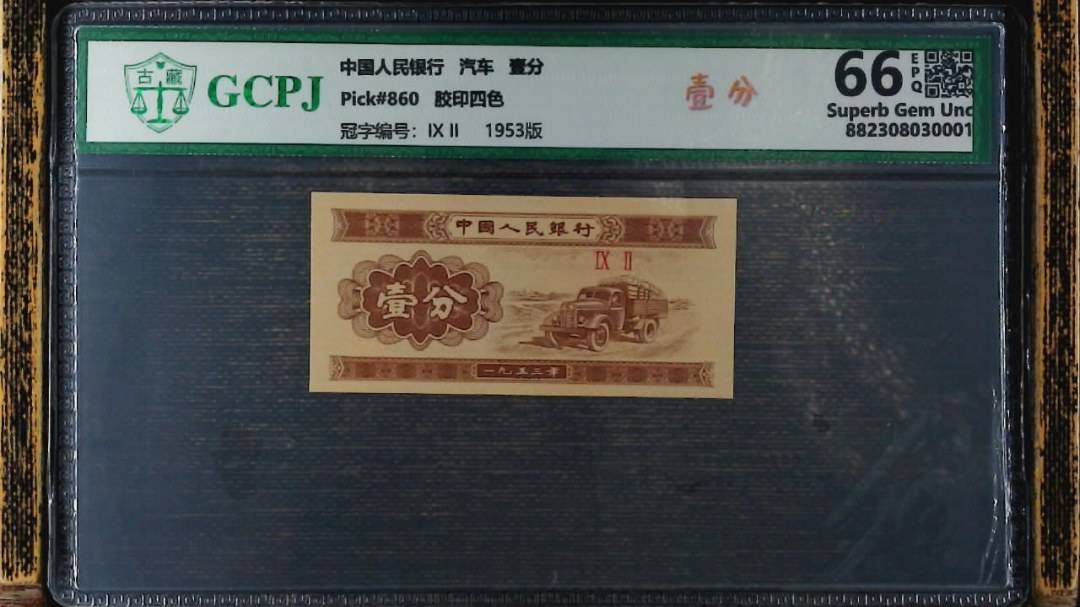 古藏
GCPJ
中国人民银行 汽车 壹分
Pick#860 胶印四色
冠字编号：IX II 1953版
壹分
66 EPQ
Superb Gem Unc
882308030001
中國人民銀行
IX II
壹分
一九五三年